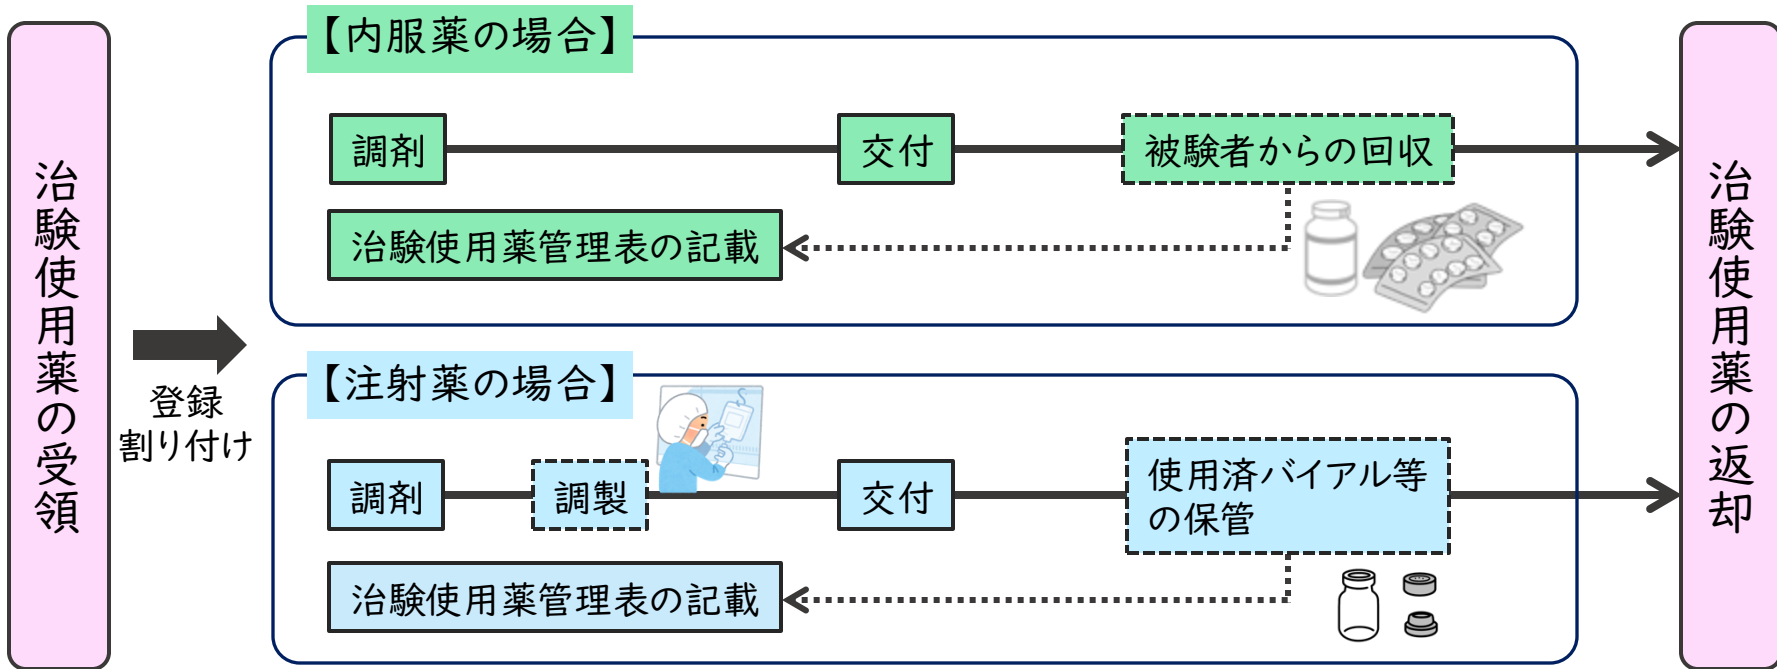 治験使用薬の受領
登録
割り付け
【内服薬の場合】
調剤
交付
被験者からの回収
治験使用薬管理表の記載
【注射薬の場合】
調剤
調製
交付
使用済バイアル等
の保管
治験使用薬管理表の記載
治験使用薬の返却